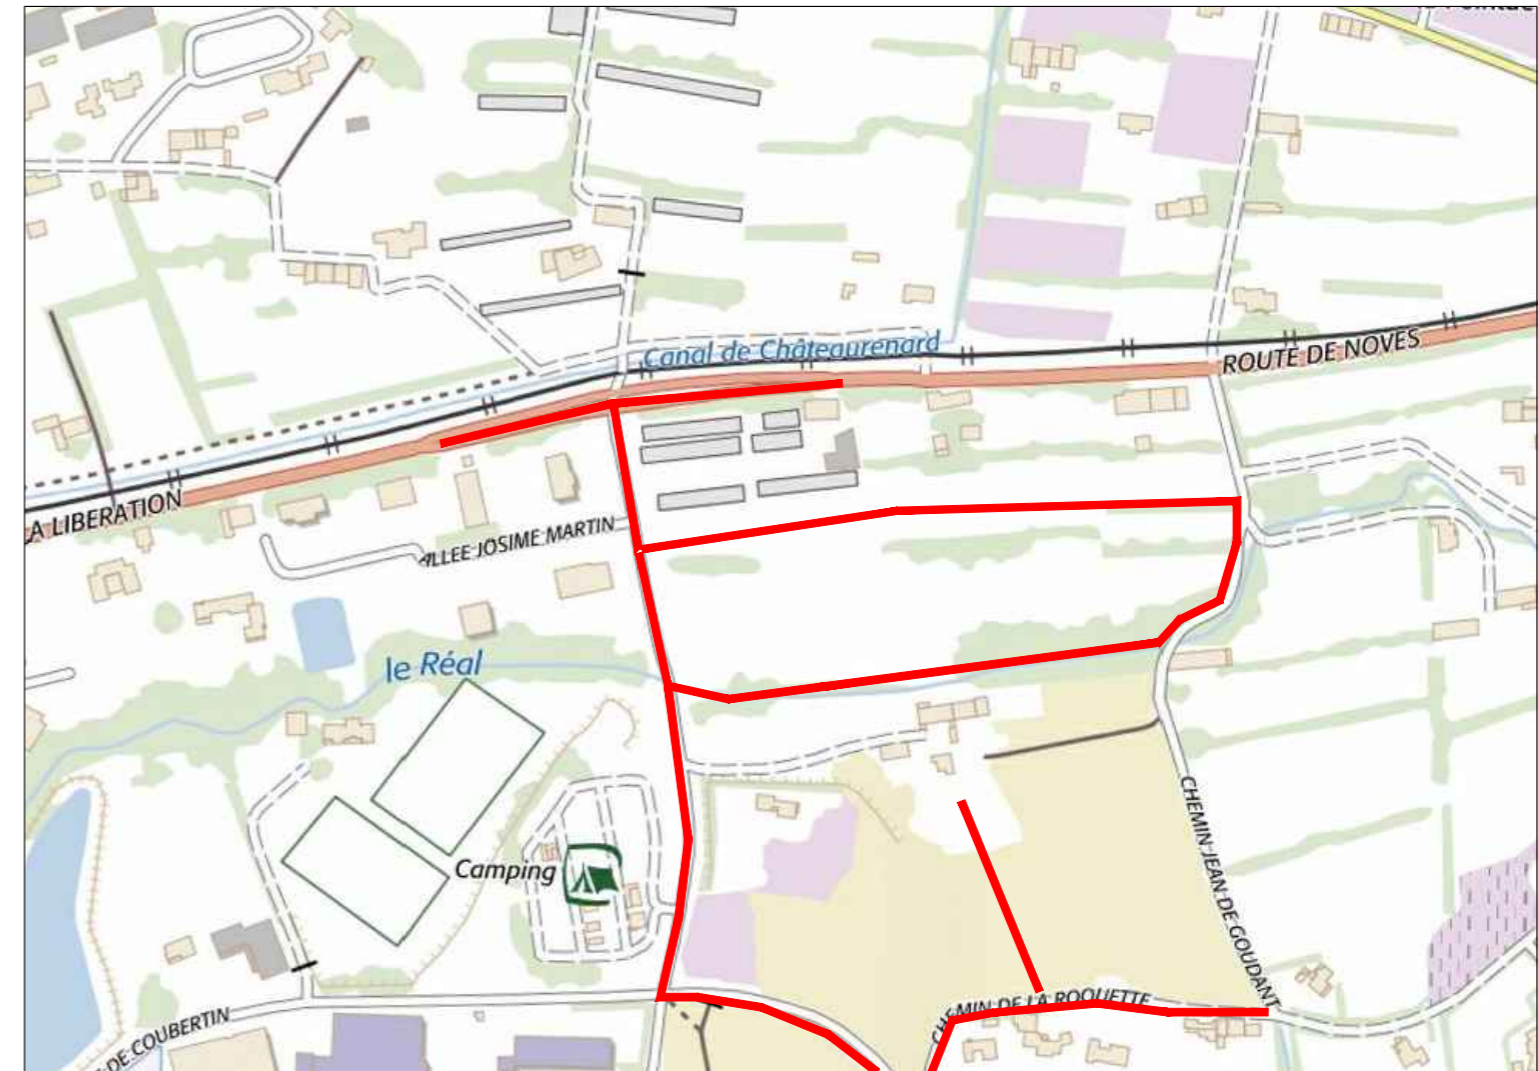 Canal de Châteaurenard
ROUTE DE NOVES
A LIBERATION
ALLEE JOSIME MARTIN
le Réal
Camping
CHEMIN JEAN DE GOUDANT
CHEMIN DE LA ROQUETTE
DE COUBERTIN